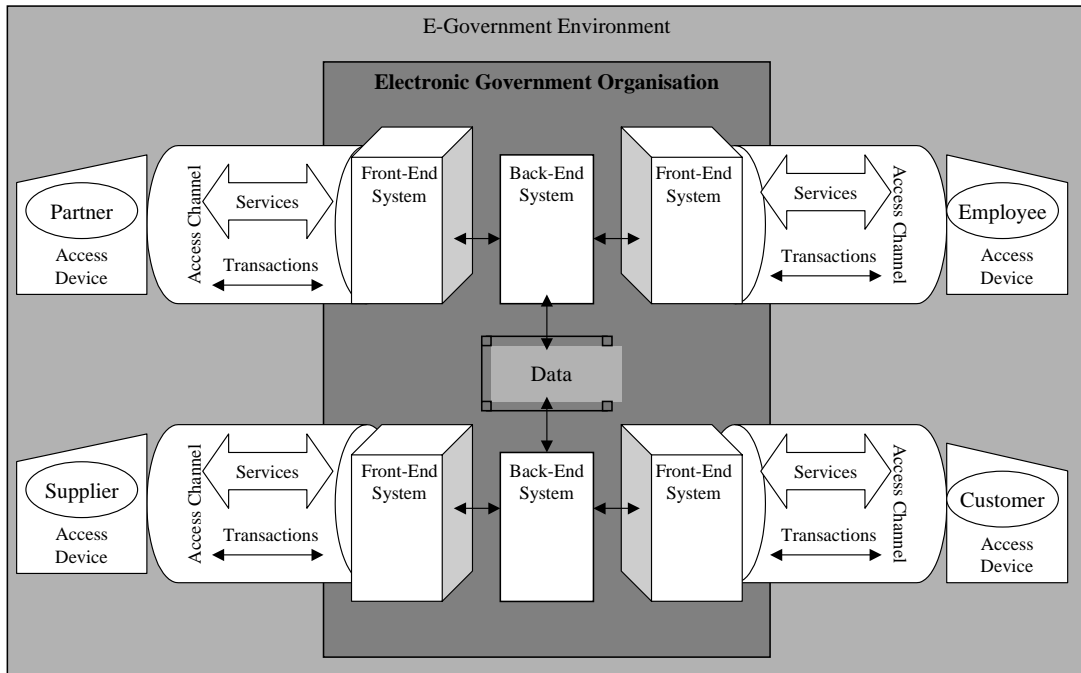 E-Government Environment
Electronic Government Organisation
Partner
Access
Device
Access Channel
Services
Transactions
Front-End
System
Back-End
System
Front-End
System
Services
Transactions
Access Channel
Employee
Access
Device
Data
Supplier
Access
Device
Access Channel
Services
Transactions
Front-End
System
Back-End
System
Front-End
System
Services
Transactions
Access Channel
Customer
Access
Device